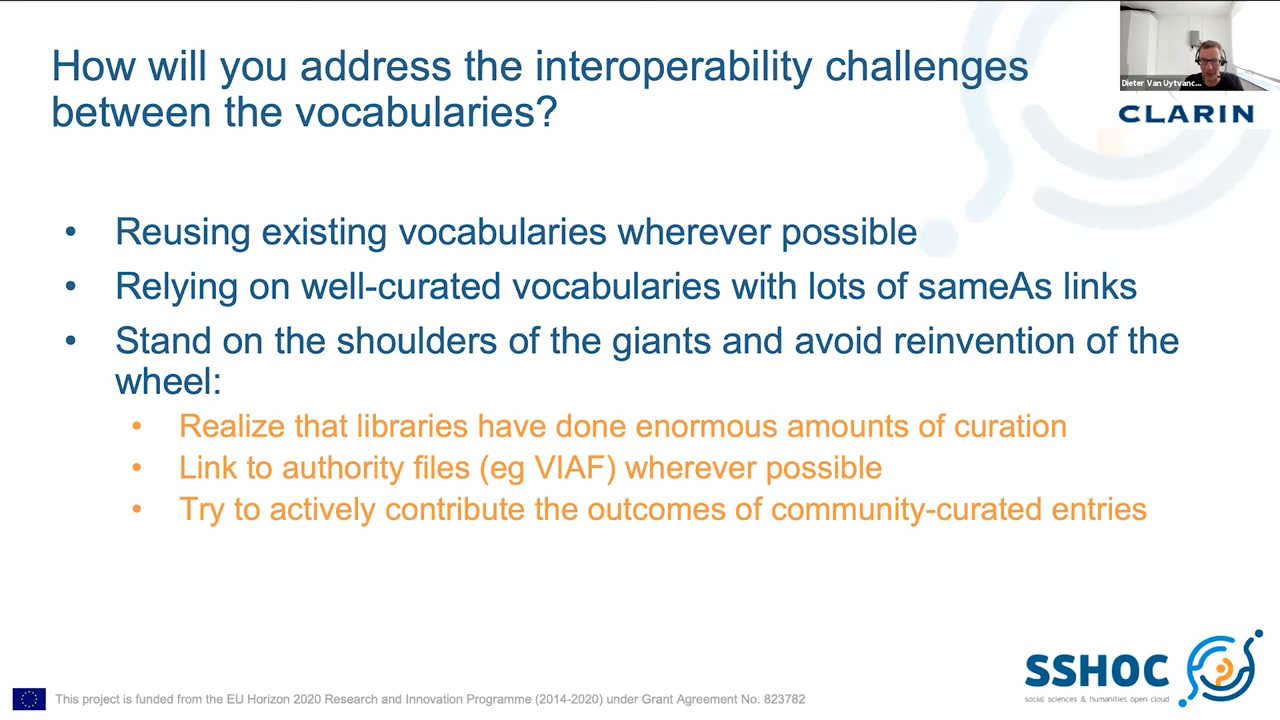 How will you address the interoperability challenges
between the vocabularies?
Dieter Van Uytvanc...
CLARIN
• Reusing existing vocabularies wherever possible
• Relying on well-curated vocabularies with lots of sameAs links
• Stand on the shoulders of the giants and avoid reinvention of the
wheel:
• Realize that libraries have done enormous amounts of curation
• Link to authority files (eg VIAF) wherever possible
• Try to actively contribute the outcomes of community-curated entries
SSHOC
social sciences & humanities open cloud
This project is funded from the EU Horizon 2020 Research and Innovation Programme (2014-2020) under Grant Agreement No. 823782